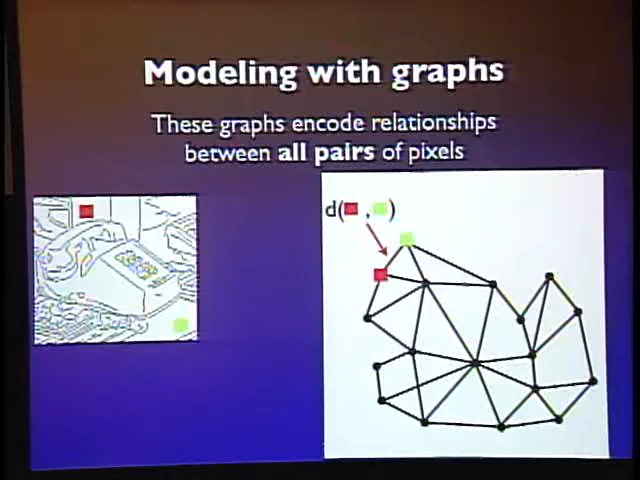 Modeling with graphs
These graphs encode relationships
between all pairs of pixels
d( , )